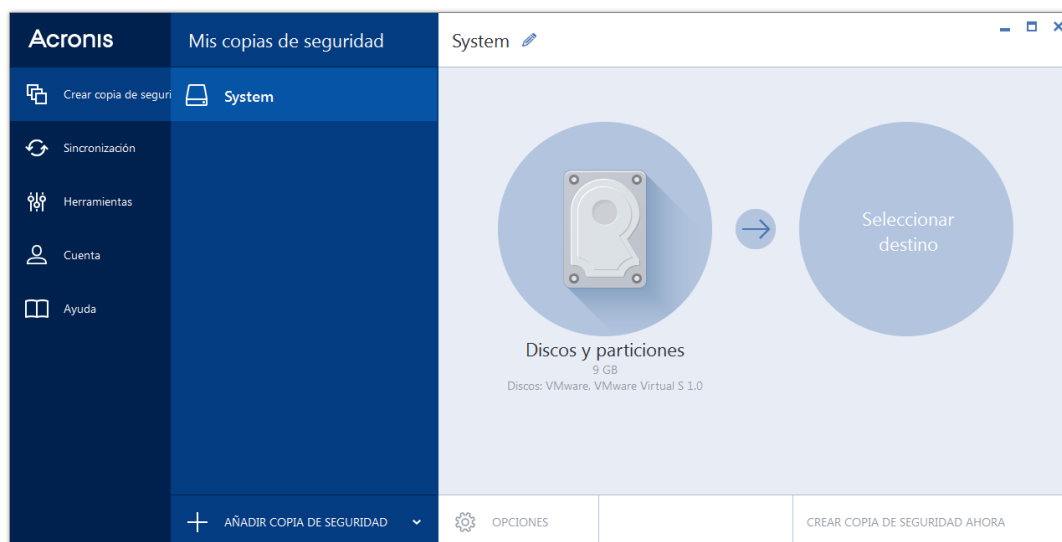 Acronis
Mis copias de seguridad
System
Crear copia de seguri
System
Sincronización
Herramientas
Cuenta
Ayuda
Seleccionar
destino
Discos y particiones
9 GB
Discos: VMware, VMware Virtual S 1.0
AÑADIR COPIA DE SEGURIDAD
OPCIONES
CREAR COPIA DE SEGURIDAD AHORA